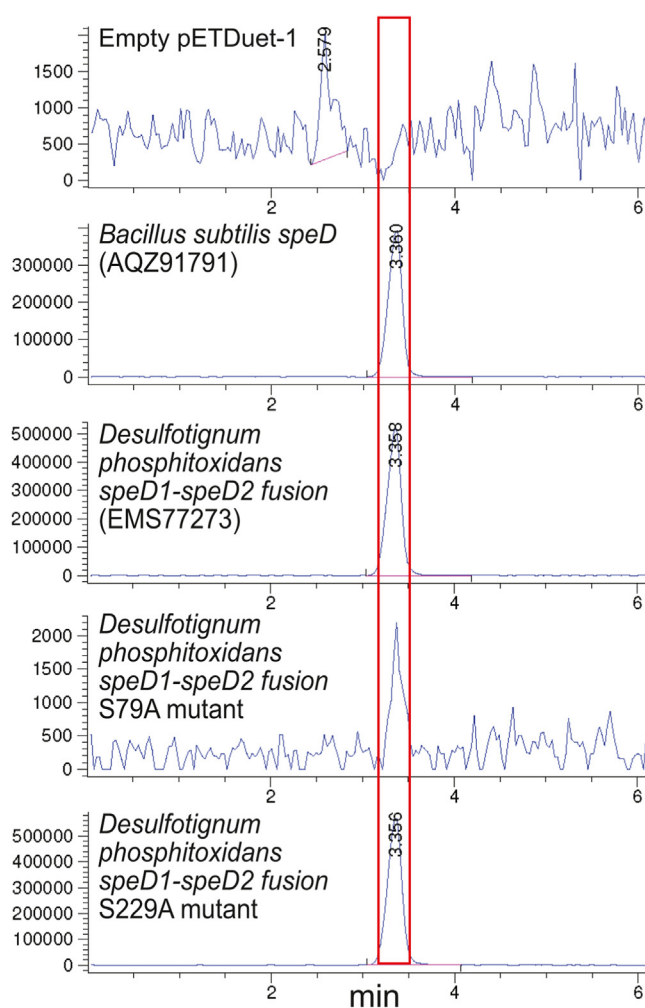 Empty pETDuet-1
2.579
1500
1000
500
0
2 4 6
Bacillus subtilis speD
(AQZ91791)
3.360
300000
200000
100000
0
2 4 6
Desulfotignum
phosphitoxidans
speD1-speD2 fusion
(EMS77273)
3.358
500000
400000
300000
200000
100000
0
2 4 6
Desulfotignum
phosphitoxidans
speD1-speD2 fusion
S79A mutant
2000
1500
1000
500
0
2 4 6
Desulfotignum
phosphitoxidans
speD1-speD2 fusion
S229A mutant
3.356
500000
400000
300000
200000
100000
0
2 4 6
min